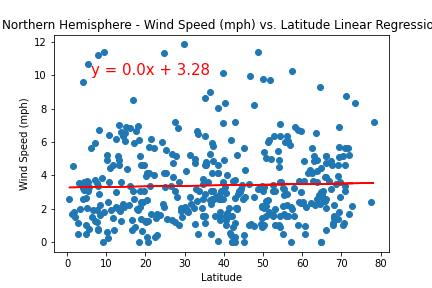 Northern Hemisphere - Wind Speed (mph) vs. Latitude Linear Regressio
12
10
8
6
4
2
0
y = 0.0x + 3.28
Wind Speed (mph)
0 10 20 30 40 50 60 70 80
Latitude